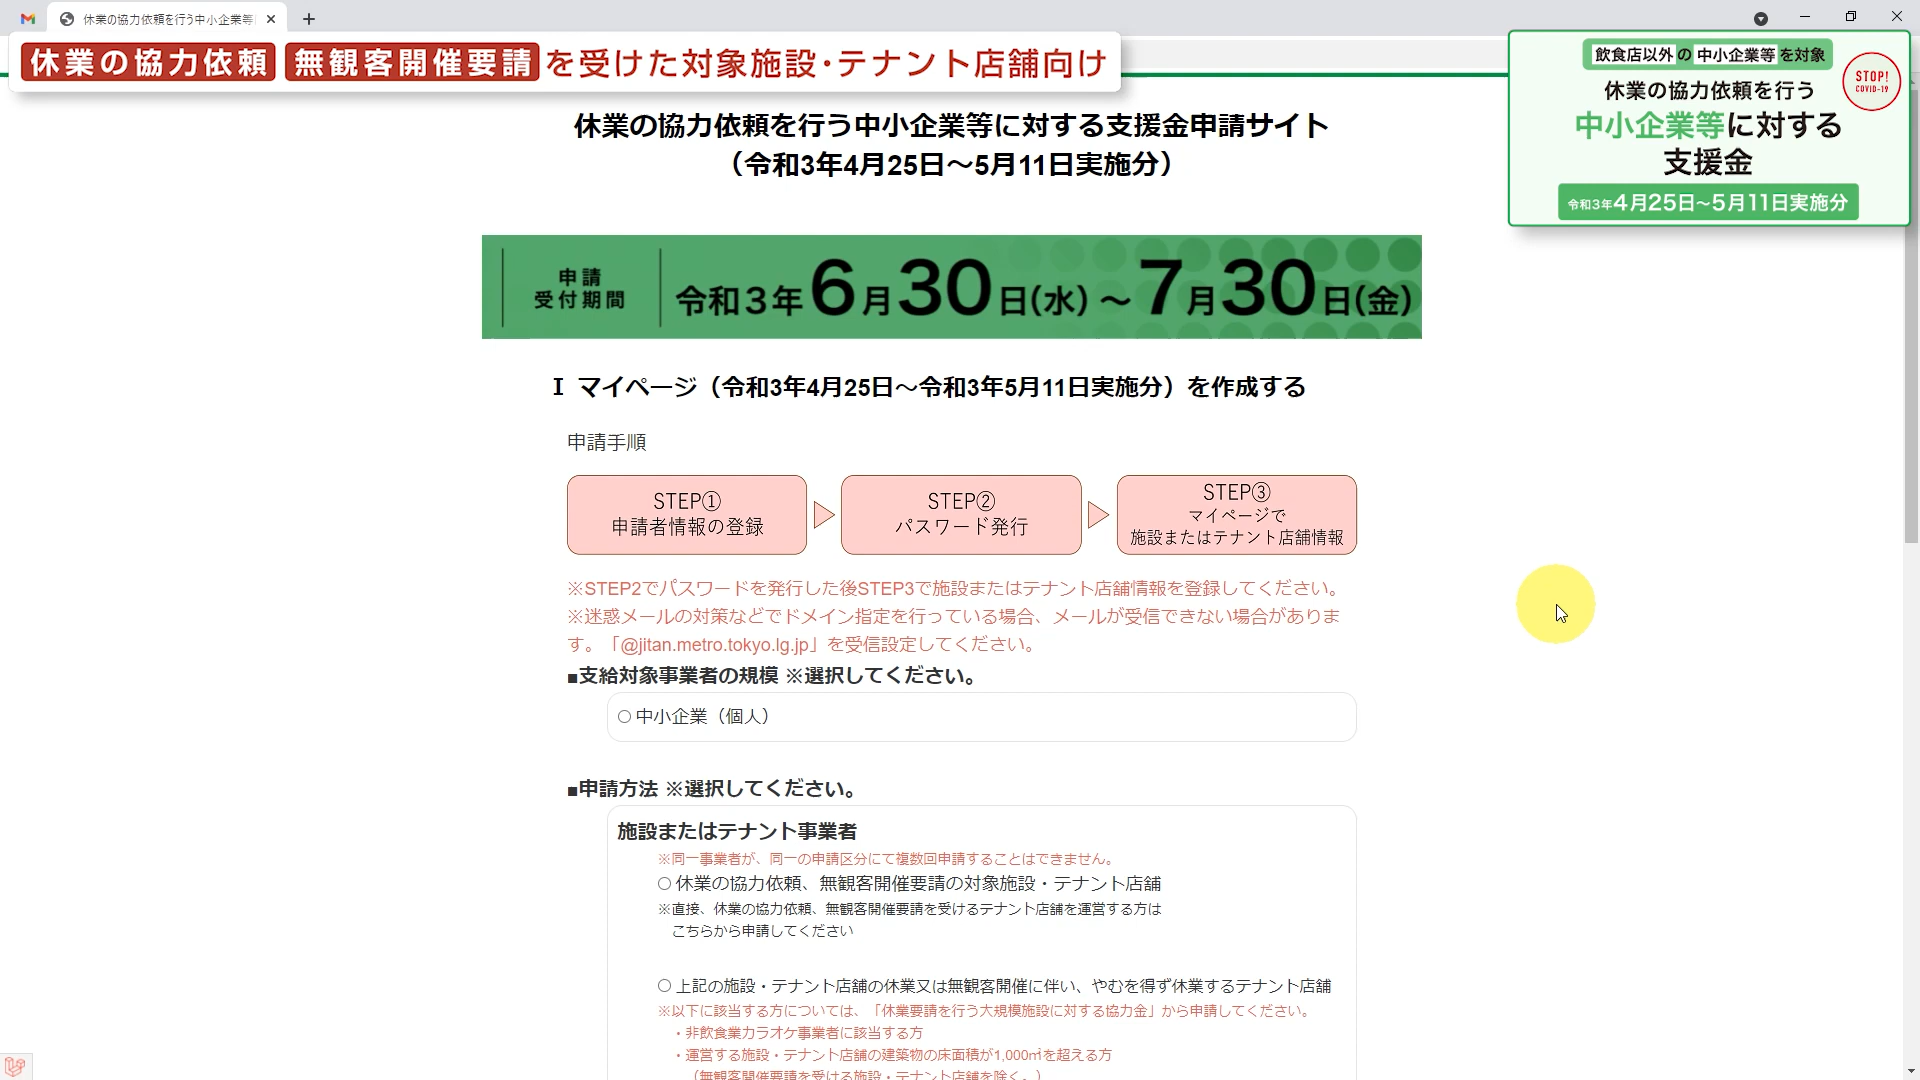 休業の協力依頼を行う中小企業等
休業の協力依頼 無観客開催要請 を受けた対象施設・テナント店舗向け
飲食店以外の中小企業等を対象
STOP!
COVID-19
休業の協力依頼を行う
中小企業等に対する
支援金
令和3年4月25日～5月11日実施分
休業の協力依頼を行う中小企業等に対する支援金申請サイト
（令和3年4月25日～5月11日実施分）
申請
受付期間
令和3年6月30日(水)～7月30日(金)
Ⅰ マイページ（令和3年4月25日～令和3年5月11日実施分）を作成する
申請手順
STEP①
申請者情報の登録
STEP②
パスワード発行
STEP③
マイページで
施設またはテナント店舗情報
※STEP2でパスワードを発行した後STEP3で施設またはテナント店舗情報を登録してください。
※迷惑メールの対策などでドメイン指定を行っている場合、メールが受信できない場合がありま
す。「@jitan.metro.tokyo.lg.jp」を受信設定してください。
■支給対象事業者の規模 ※選択してください。
中小企業（個人）
■申請方法 ※選択してください。
施設またはテナント事業者
※同一事業者が、同一の申請区分にて複数回申請することはできません。
休業の協力依頼、無観客開催要請の対象施設・テナント店舗
※直接、休業の協力依頼、無観客開催要請を受けるテナント店舗を運営する方は
こちらから申請してください
上記の施設・テナント店舗の休業又は無観客開催に伴い、やむを得ず休業するテナント店舗
※以下に該当する方については、「休業要請を行う大規模施設に対する協力金」から申請してください。
・非飲食業カラオケ事業者に該当する方
・運営する施設・テナント店舗の建築物の床面積が1,000㎡を超える方
（無観客開催要請を受ける施設・テナント店舗を除く。）